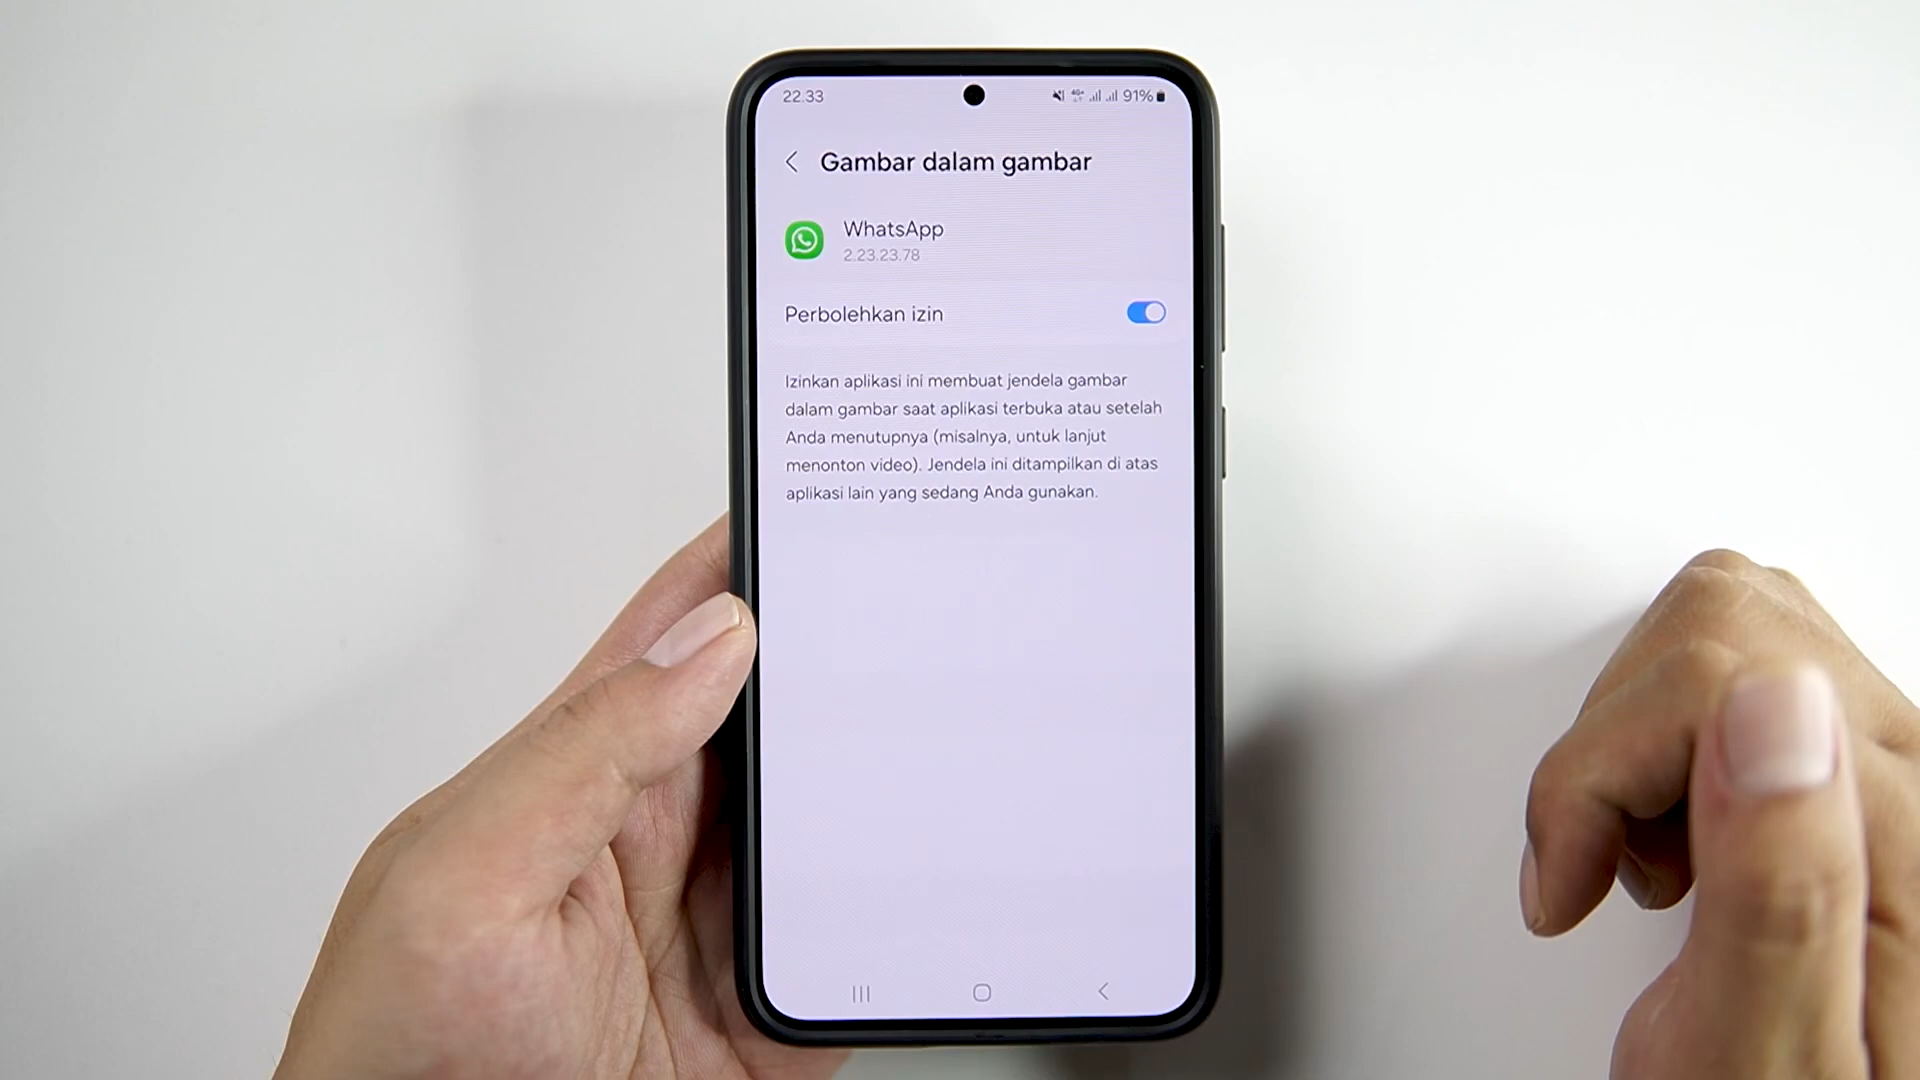 22.33
4G+ 91%
Gambar dalam gambar
WhatsApp
2.23.23.78
Perbolehkan izin
Izinkan aplikasi ini membuat jendela gambar
dalam gambar saat aplikasi terbuka atau setelah
Anda menutupnya (misalnya, untuk lanjut
menonton video). Jendela ini ditampilkan di atas
aplikasi lain yang sedang Anda gunakan.